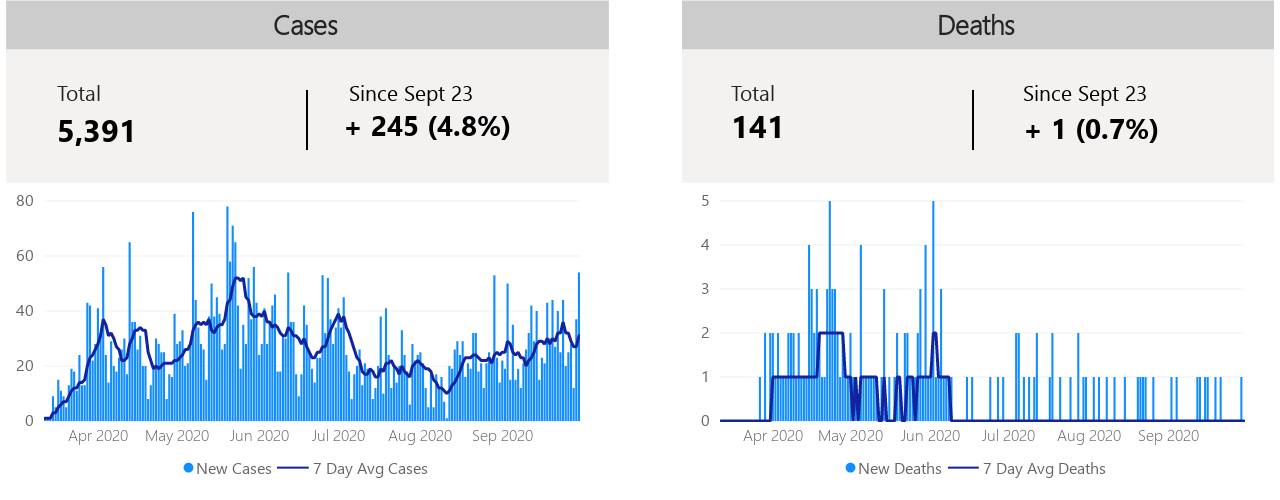 Cases
Total
5,391
Since Sept 23
+ 245 (4.8%)
80
60
40
20
0
Apr 2020 May 2020 Jun 2020 Jul 2020 Aug 2020 Sep 2020
New Cases 7 Day Avg Cases
Deaths
Total
141
Since Sept 23
+ 1 (0.7%)
5
4
3
2
1
0
Apr 2020 May 2020 Jun 2020 Jul 2020 Aug 2020 Sep 2020
New Deaths 7 Day Avg Deaths